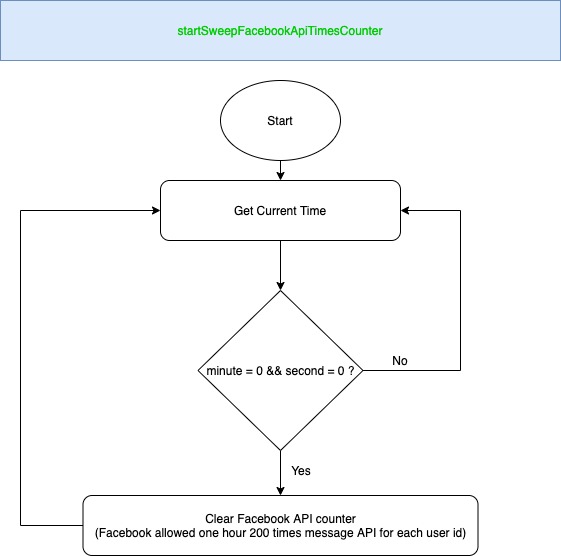 startSweepFacebookApiTimesCounter
Start
Get Current Time
minute = 0 && second = 0 ?
No
Yes
Clear Facebook API counter
(Facebook allowed one hour 200 times message API for each user id)